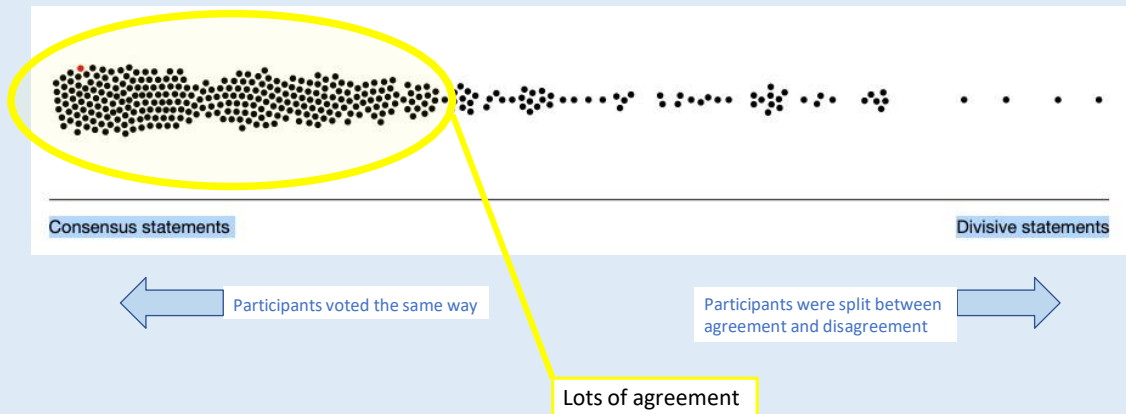 Consensus statements
Divisive statements
Participants voted the same way
Participants were split between
agreement and disagreement
Lots of agreement